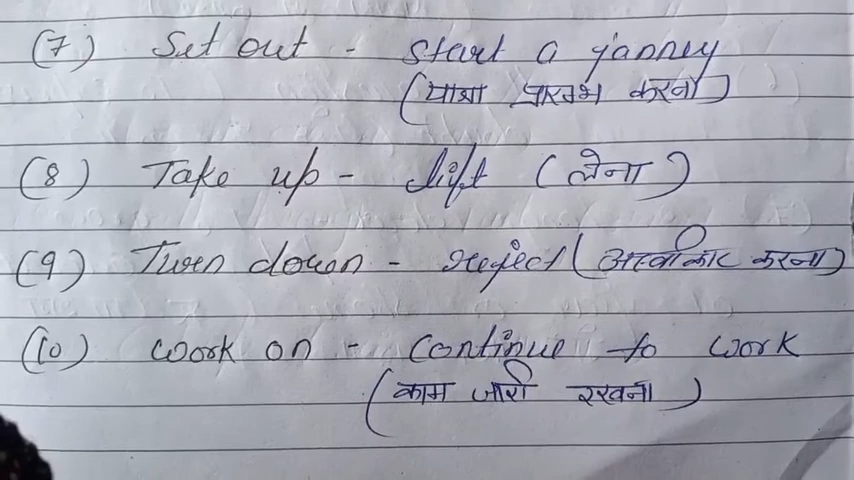 (7) Set out - Start a janney
(यात्रा प्रारम्भ करना)
(8) Take up - lift (लेना)
(9) Turn down - reject (अस्वीकार करना)
(10) work on - continue to work
(काम जारी रखना)